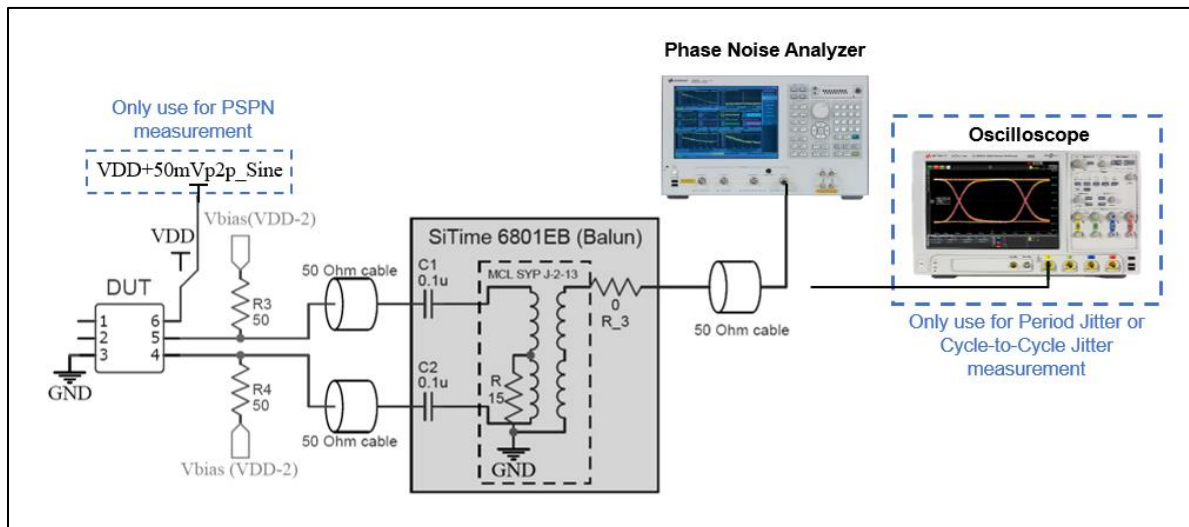 Phase Noise Analyzer
Only use for PSPN
measurement
VDD+50mVp2p_Sine
Oscilloscope
Vbias(VDD-2)
VDD
SiTime 6801EB (Balun)
50 Ohm cable
C1
0.1u
MCL SYP J-2-13
DUT
R3
50
0
R_3
1
2
3
6
5
4
50 Ohm cable
Only use for Period Jitter or
Cycle-to-Cycle Jitter
measurement
GND
R4
50
C2
0.1u
R
15
50 Ohm cable
GND
Vbias (VDD-2)